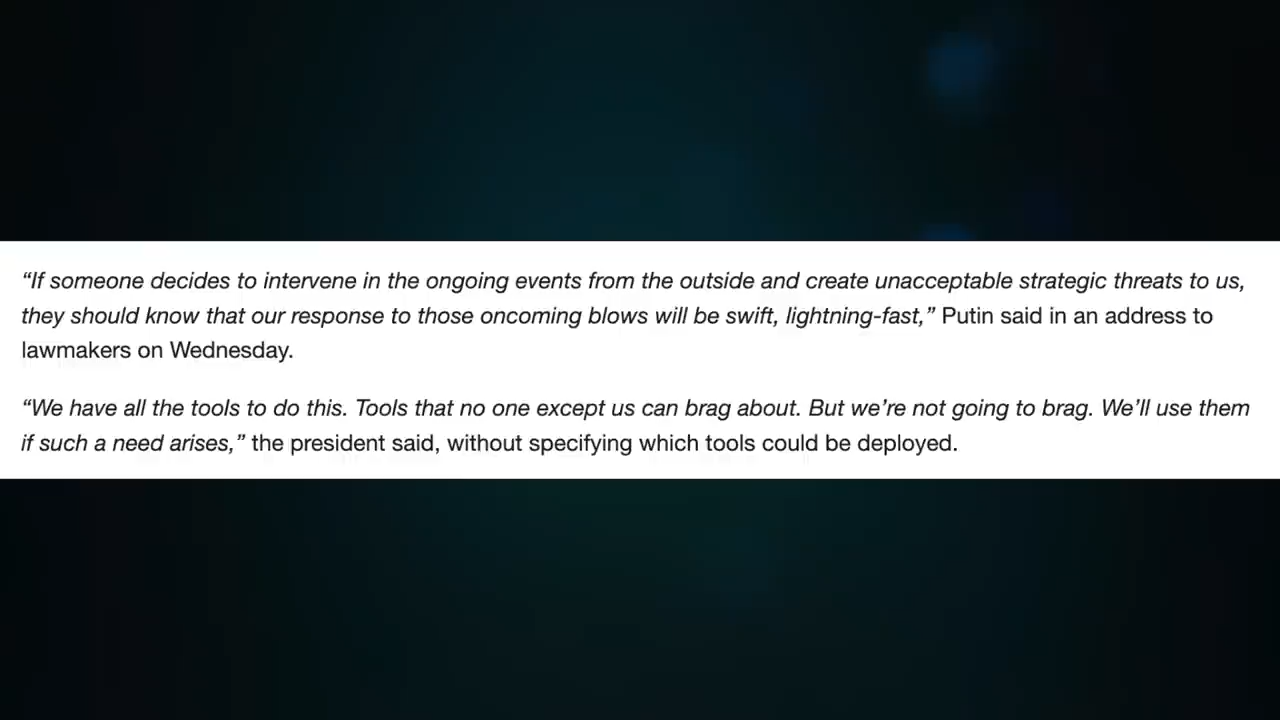 “If someone decides to intervene in the ongoing events from the outside and create unacceptable strategic threats to us,
they should know that our response to those oncoming blows will be swift, lightning-fast,” Putin said in an address to
lawmakers on Wednesday.
“We have all the tools to do this. Tools that no one except us can brag about. But we’re not going to brag. We’ll use them
if such a need arises,” the president said, without specifying which tools could be deployed.